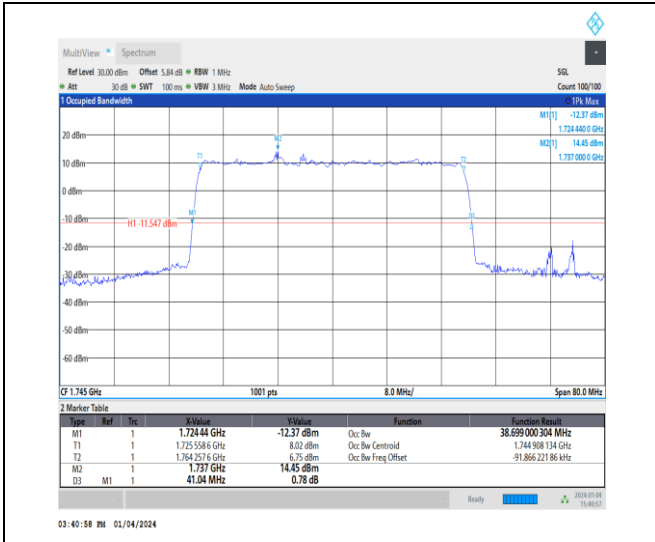 MultiView Spectrum
Ref Level 30.00 dBm Offset 5.84 dB RBW 1 MHz SGL
Att 30 dB SWT 100 ms VBW 3 MHz Mode Auto Sweep Count 100/100
1 Occupied Bandwidth 1Pk Max
M1[1] -12.37 dBm
1.724 440 0 GHz
M2[1] 14.45 dBm
1.737 000 0 GHz
20 dBm
M2
T1
T2
10 dBm
0 dBm
M1
D3
-10 dBm
H1 -11.547 dBm
-20 dBm
-30 dBm
-40 dBm
-50 dBm
-60 dBm
CF 1.745 GHz 1001 pts 8.0 MHz/ Span 80.0 MHz
2 Marker Table
Type Ref Trc X-Value Y-Value Function Function Result
M1 1 1.724 44 GHz -12.37 dBm Occ Bw 38.699 000 304 MHz
T1 1 1.725 558 6 GHz 8.02 dBm Occ Bw Centroid 1.744 908 134 GHz
T2 1 1.764 257 6 GHz 6.75 dBm Occ Bw Freq Offset -91.866 221 86 kHz
M2 1 1.737 GHz 14.45 dBm
D3 M1 1 41.04 MHz 0.78 dB
Ready 2024-01-04
15:40:57
03:40:58 PM 01/04/2024